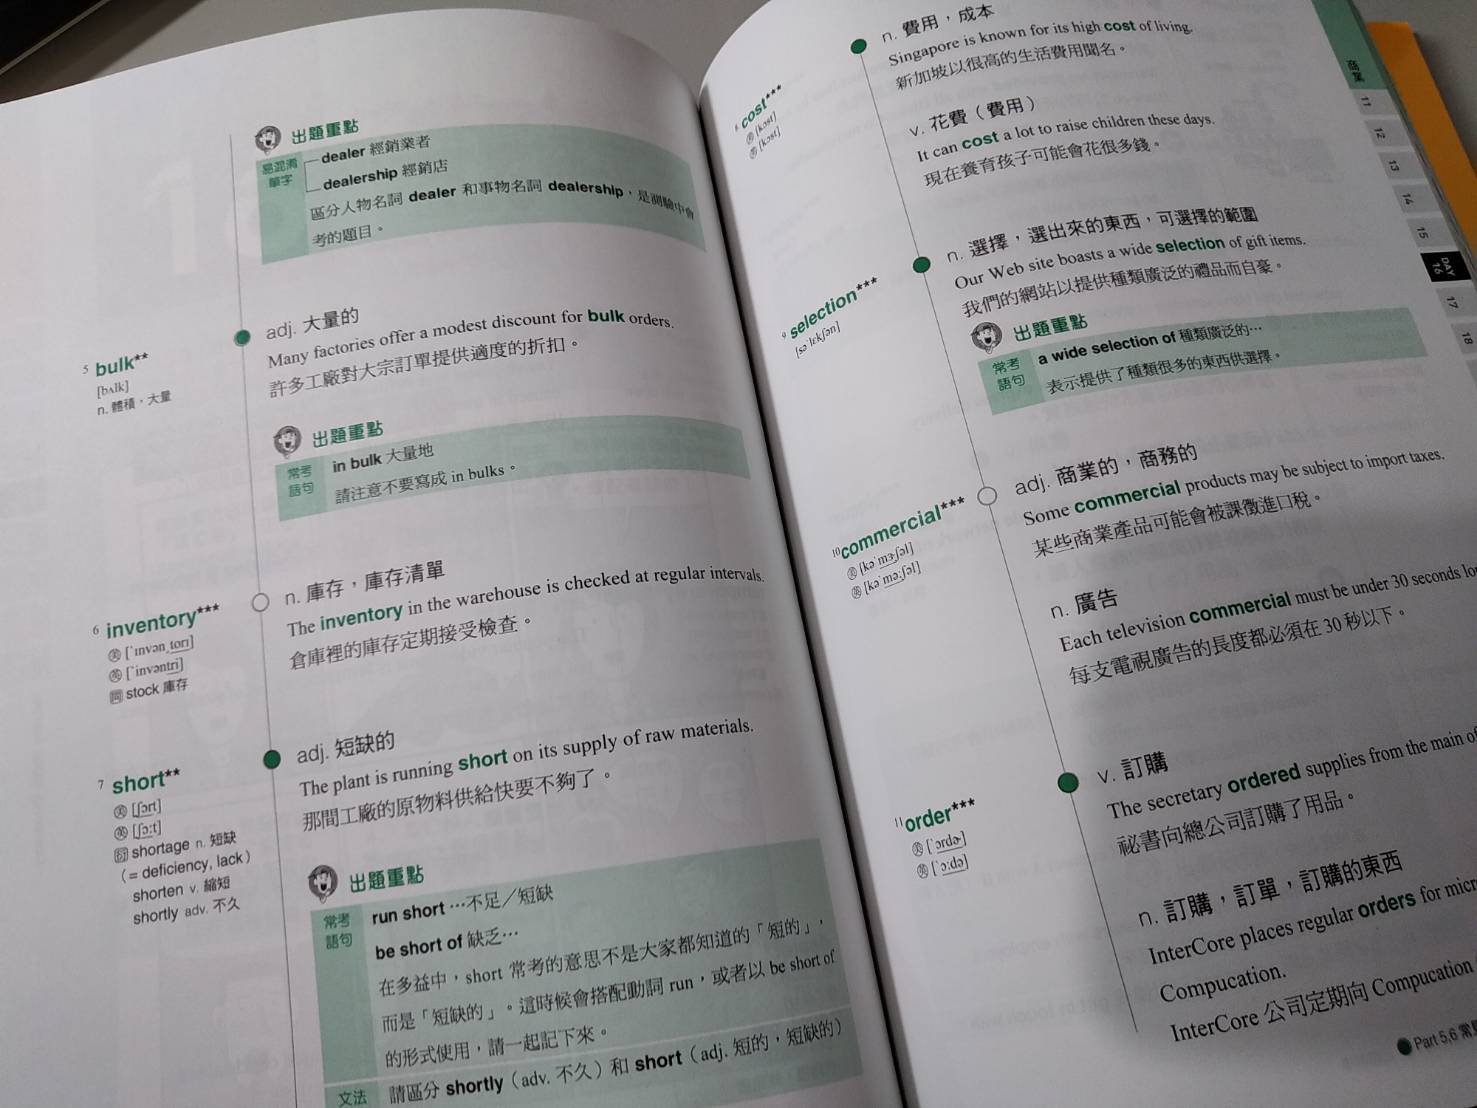 出題重點
易混淆
單字
dealer 經銷業者
dealership 經銷店
區分人物名詞 dealer 和事物名詞 dealership，是測驗中會
考的題目。
5 bulk**
[bʌlk]
n. 體積，大量
adj. 大量的
Many factories offer a modest discount for bulk orders.
許多工廠對大宗訂單提供適度的折扣。
出題重點
常考
語句
in bulk 大量地
請注意不要寫成 in bulks。
6 inventory***
美 [ˋɪnvən͵torɪ]
英 [ˋinvəntri]
同 stock 庫存
n. 庫存，庫存清單
The inventory in the warehouse is checked at regular intervals.
倉庫裡的庫存定期接受檢查。
7 short**
美 [ʃɔrt]
英 [ʃɔ:t]
衍 shortage n. 短缺
(= deficiency, lack)
shorten v. 縮短
shortly adv. 不久
adj. 短缺的
The plant is running short on its supply of raw materials.
那間工廠的原物料供給快要不夠了。
出題重點
常考
語句
run short …不足／短缺
be short of 缺乏…
在多益中，short 常考的意思不是大家都知道的「短的」，
而是「短缺的」。這時候會搭配動詞 run，或者以 be short of
的形式使用，請一起記下來。
文法
請區分 shortly（adv. 不久）和 short（adj. 短的，短缺的）
8 cost***
美 [kɔst]
英 [kɔst]
n. 費用，成本
Singapore is known for its high cost of living.
新加坡以很高的生活費用聞名。
v. 花費（費用）
It can cost a lot to raise children these days.
現在養育孩子可能會花很多錢。
9 selection***
[səˋlɛkʃən]
n. 選擇，選出來的東西，可選擇的範圍
Our Web site boasts a wide selection of gift items.
我們的網站以提供種類廣泛的禮品而自豪。
出題重點
常考
語句
a wide selection of 種類廣泛的…
表示提供了種類很多的東西供選擇。
10 commercial***
美 [kəˋmɝʃəl]
英 [kəˋmə:ʃəl]
adj. 商業的，商務的
Some commercial products may be subject to import taxes.
某些商業產品可能會被課徵進口稅。
n. 廣告
Each television commercial must be under 30 seconds lo
每支電視廣告的長度都必須在 30 秒以下。
11 order***
美 [ˋɔrdɚ]
英 [ˋɔ:də]
v. 訂購
The secretary ordered supplies from the main of
祕書向總公司訂購了用品。
n. 訂購，訂單，訂購的東西
InterCore places regular orders for micr
Compucation.
InterCore 公司定期向 Compucation
Part 5,6 常
商業
11
12
13
14
15
DAY
16
17
18